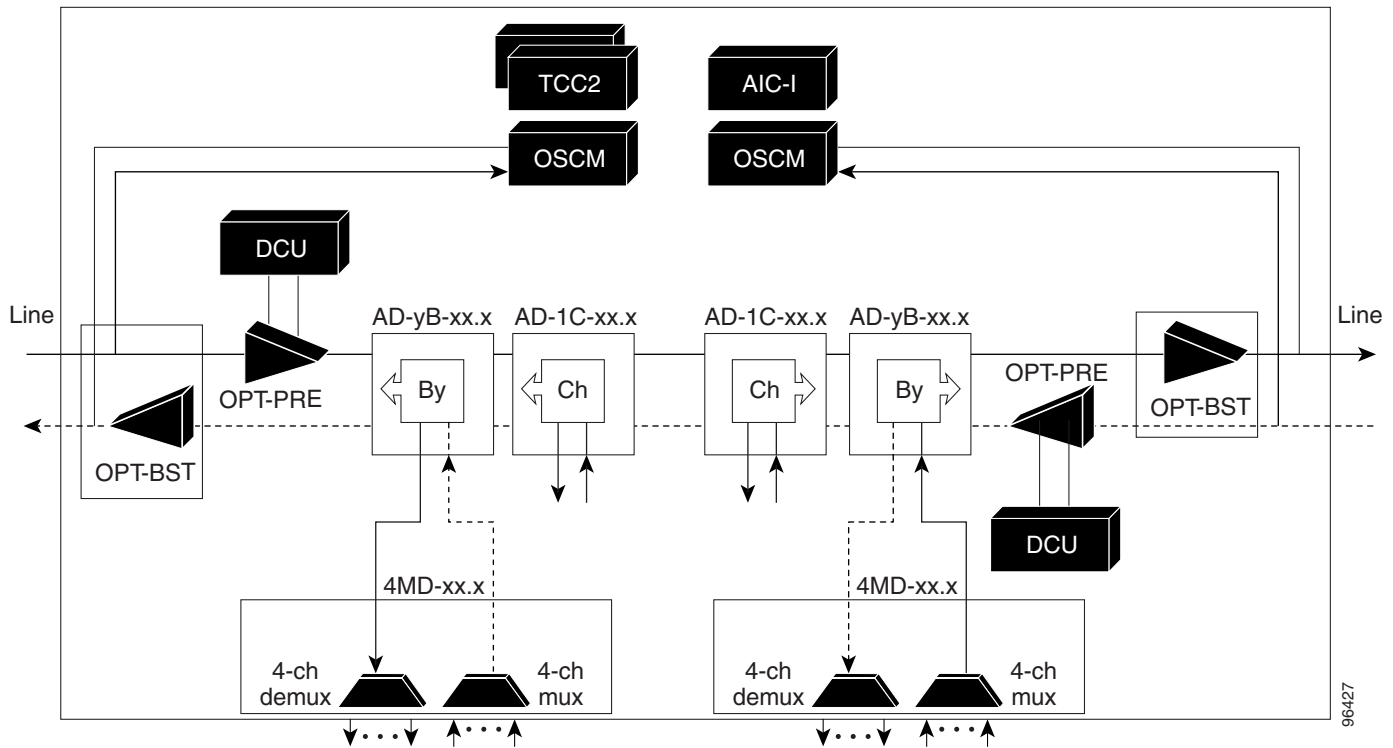 TCC2
AIC-I
OSCM
OSCM
DCU
Line
Line
AD-yB-xx.x
AD-1C-xx.x
AD-1C-xx.x
AD-yB-xx.x
OPT-PRE
By
Ch
Ch
By
OPT-PRE
OPT-BST
OPT-BST
DCU
4MD-xx.x
4MD-xx.x
4-ch
demux
4-ch
mux
4-ch
demux
4-ch
mux
96427